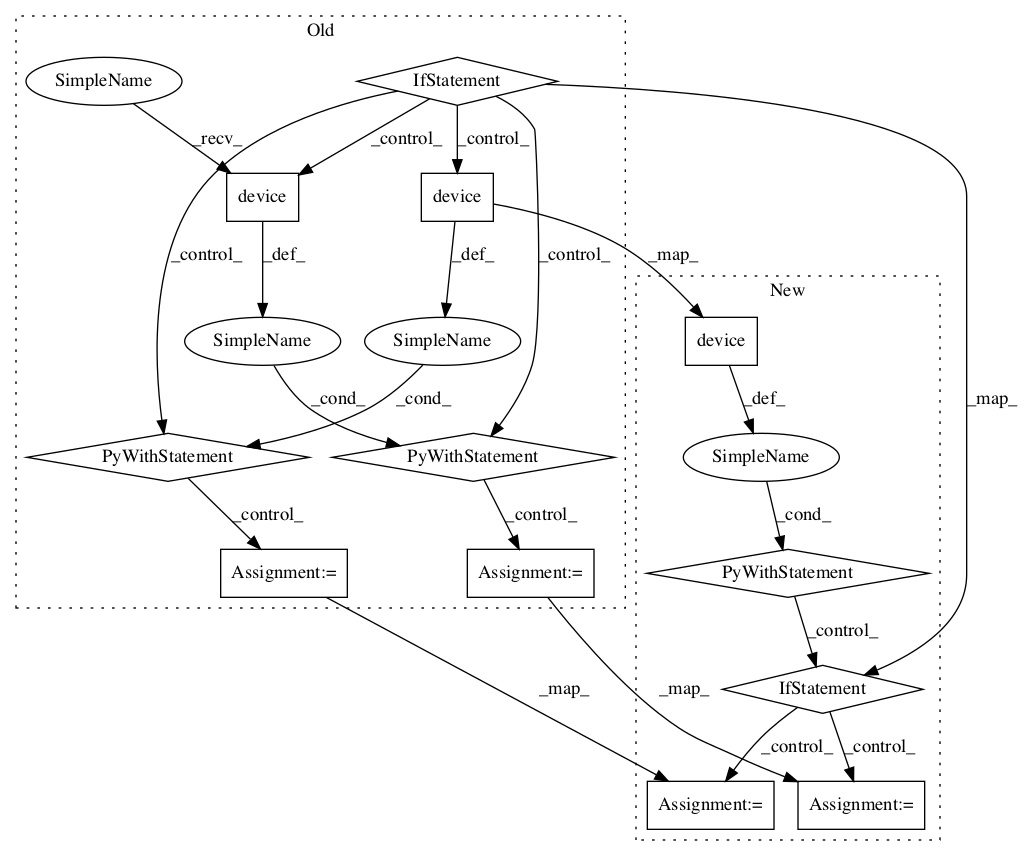 Old
SimpleName
IfStatement
_recv_
_control_
_control_
device
device
_control_
_def_
_def_
_control_
_map_
New
SimpleName
SimpleName
device
_cond_
_cond_
_def_
_map_
PyWithStatement
PyWithStatement
SimpleName
_control_
_control_
_cond_
Assignment:=
Assignment:=
PyWithStatement
_control_
_map_
_map_
IfStatement
_control_
_control_
Assignment:=
Assignment:=